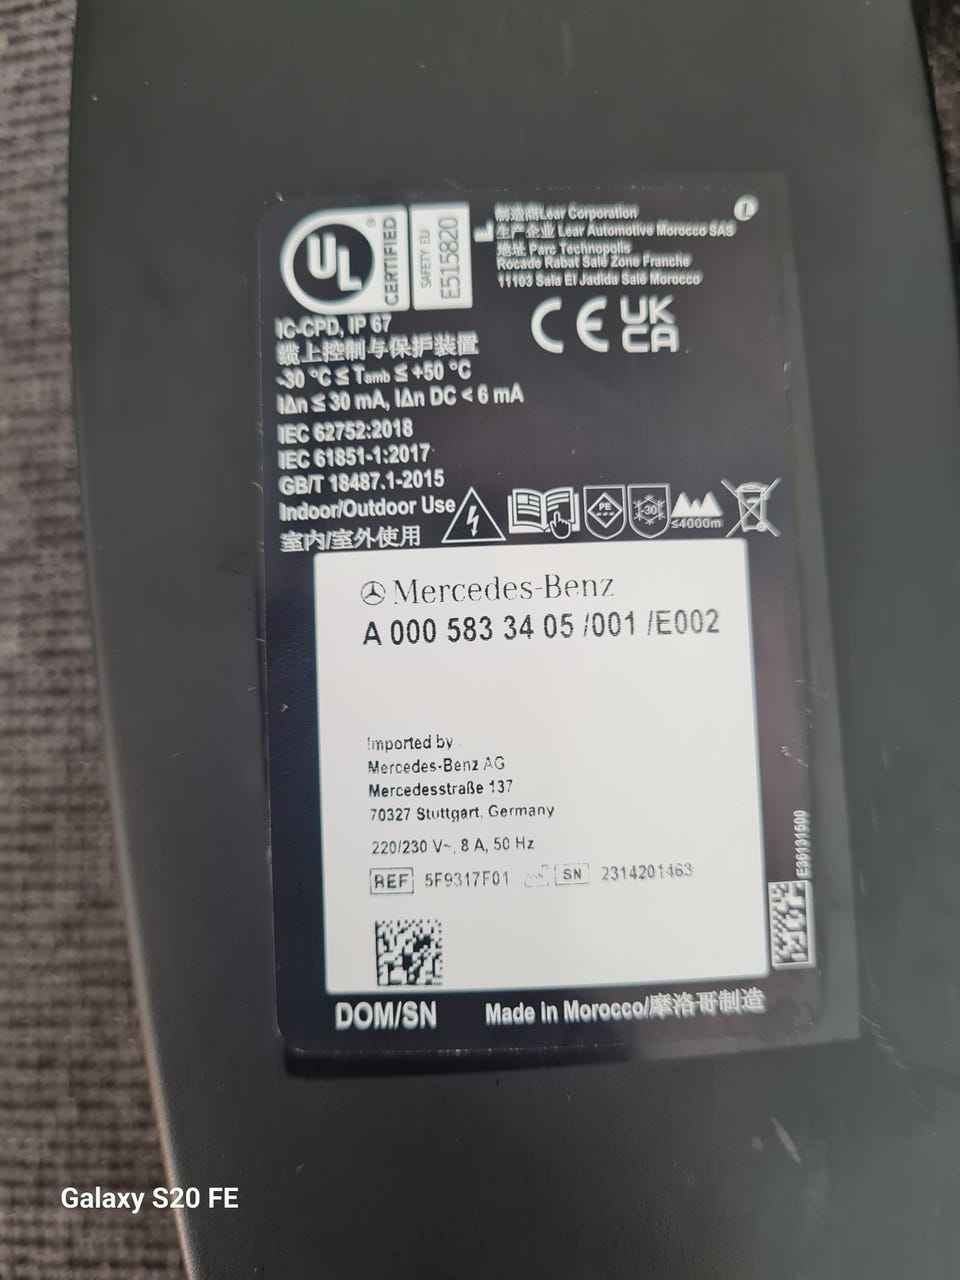 UL ® CERTIFIED
SAFETY EU
E515820
制造商Lear Corporation
生产企业 Lear Automotive Morocco SAS
地址 Parc Technopolis
Rocade Rabat Salé Zone Franche
11103 Sala El Jadida Salé Morocco
L
CE UK
CA
IC-CPD, IP 67
缆上控制与保护装置
-30 °C ≤ Tamb ≤ +50 °C
IΔn ≤ 30 mA, IΔn DC < 6 mA
IEC 62752:2018
IEC 61851-1:2017
GB/T 18487.1-2015
Indoor/Outdoor Use
室内/室外使用
PE
-30
≤4000m
Mercedes-Benz
A 000 583 34 05 /001 /E002
Imported by
Mercedes-Benz AG
Mercedesstraße 137
70327 Stuttgart, Germany
220/230 V~, 8 A, 50 Hz
REF 5F9317F01 SN 2314201463
E36131500
DOM/SN
Made in Morocco/摩洛哥制造
Galaxy S20 FE